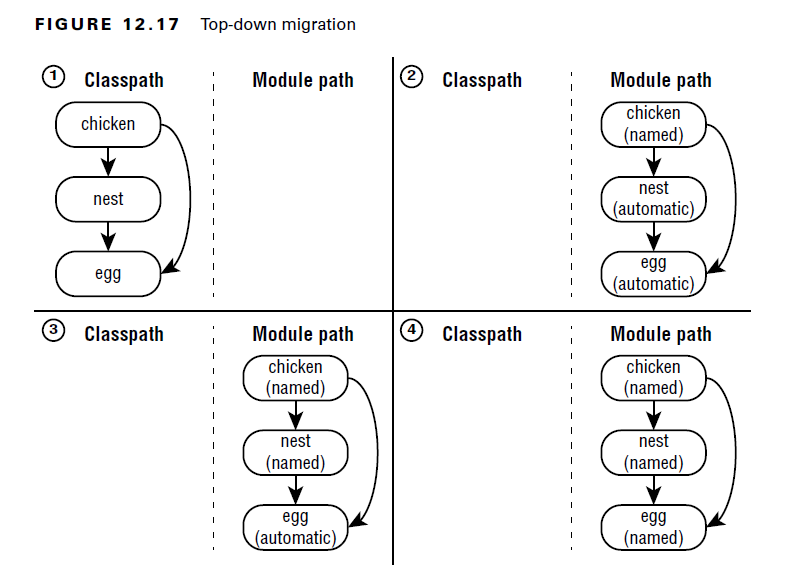 FIGURE 12.17 Top-down migration
1 Classpath Module path
chicken
nest
egg
2 Classpath Module path
chicken
(named)
nest
(automatic)
egg
(automatic)
3 Classpath Module path
chicken
(named)
nest
(named)
egg
(automatic)
4 Classpath Module path
chicken
(named)
nest
(named)
egg
(named)